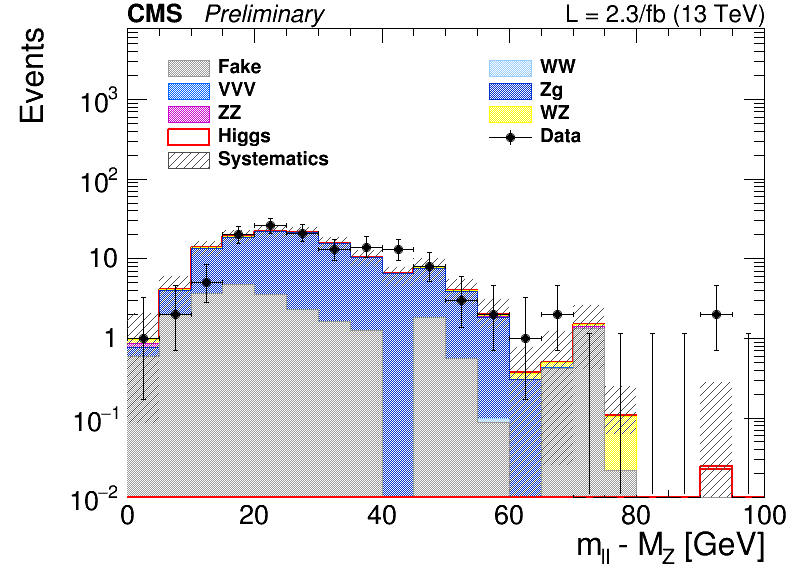 CMS Preliminary L = 2.3/fb (13 TeV)
Events
Fake WW
VVV Zg
ZZ WZ
Higgs Data
Systematics
10³
10²
10
1
10⁻¹
10⁻²
0 20 40 60 80 100
m_ll - M_Z [GeV]